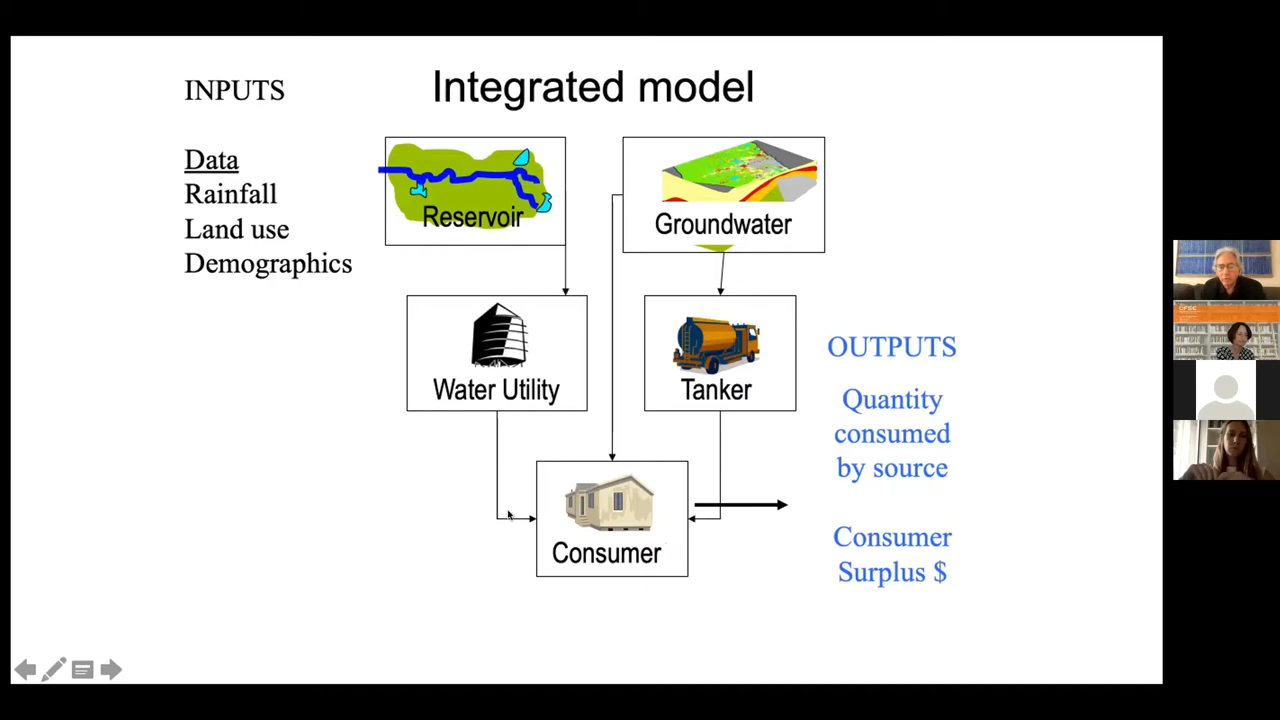 INPUTS
Integrated model
Data
Rainfall
Land use
Demographics
Reservoir
Groundwater
Water Utility
Tanker
Consumer
OUTPUTS
Quantity
consumed
by source
Consumer
Surplus $